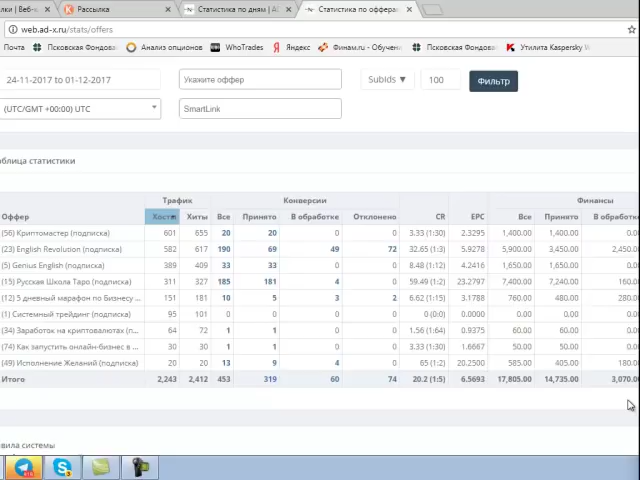 лки | Веб-к
Рассылка
Статистика по дням | AD
Статистика по оффера
web.ad-x.ru/stats/offers
Почта Псковская Фондова Анализ опционов WhoTrades Яндекс Финам.ru - Обучени Псковская Фондова Утилита Kaspersky И
24-11-2017 to 01-12-2017 Укажите оффер SubIds ▼ 100 Фильтр
(UTC/GMT +00:00) UTC SmartLink
аблица статистики
Трафик Конверсии Финансы
Оффер Хосты Хиты Все Принято В обработке Отклонено CR EPC Все Принято В обработк
(56) Криптомастер (подписка) 601 655 20 20 0 0 3.33 (1:30) 2.3295 1,400.00 1,400.00 0.00
(23) English Revolution (подписка) 582 617 190 69 49 72 32.65 (1:3) 5.9278 5,900.00 3,450.00 2,450.00
(5) Genius English (подписка) 389 409 33 33 0 0 8.48 (1:12) 4.2416 1,650.00 1,650.00 0.00
(15) Русская Школа Таро (подписка) 311 327 185 181 4 0 59.49 (1:2) 23.2797 7,400.00 7,240.00 160.00
(12) 5 дневный марафон по Бизнесу ... 151 181 10 5 3 2 6.62 (1:15) 3.1788 760.00 480.00 280.00
(1) Системный трейдинг (подписка) 95 101 0 0 0 0 0 (0:0) 0.0000 0.00 0.00 0.00
(34) Заработок на криптовалютах (п... 64 72 1 1 0 0 1.56 (1:64) 0.9375 60.00 60.00 0.00
(74) Как запустить онлайн-бизнес в ... 30 30 1 1 0 0 3.33 (1:30) 1.6667 50.00 50.00 0.00
(49) Исполнение Желаний (подписка) 20 20 13 9 4 0 65 (1:2) 20.2500 585.00 405.00 180.00
Итого 2,243 2,412 453 319 60 74 20.2 (1:5) 6.5693 17,805.00 14,735.00 3,070.00
вила системы